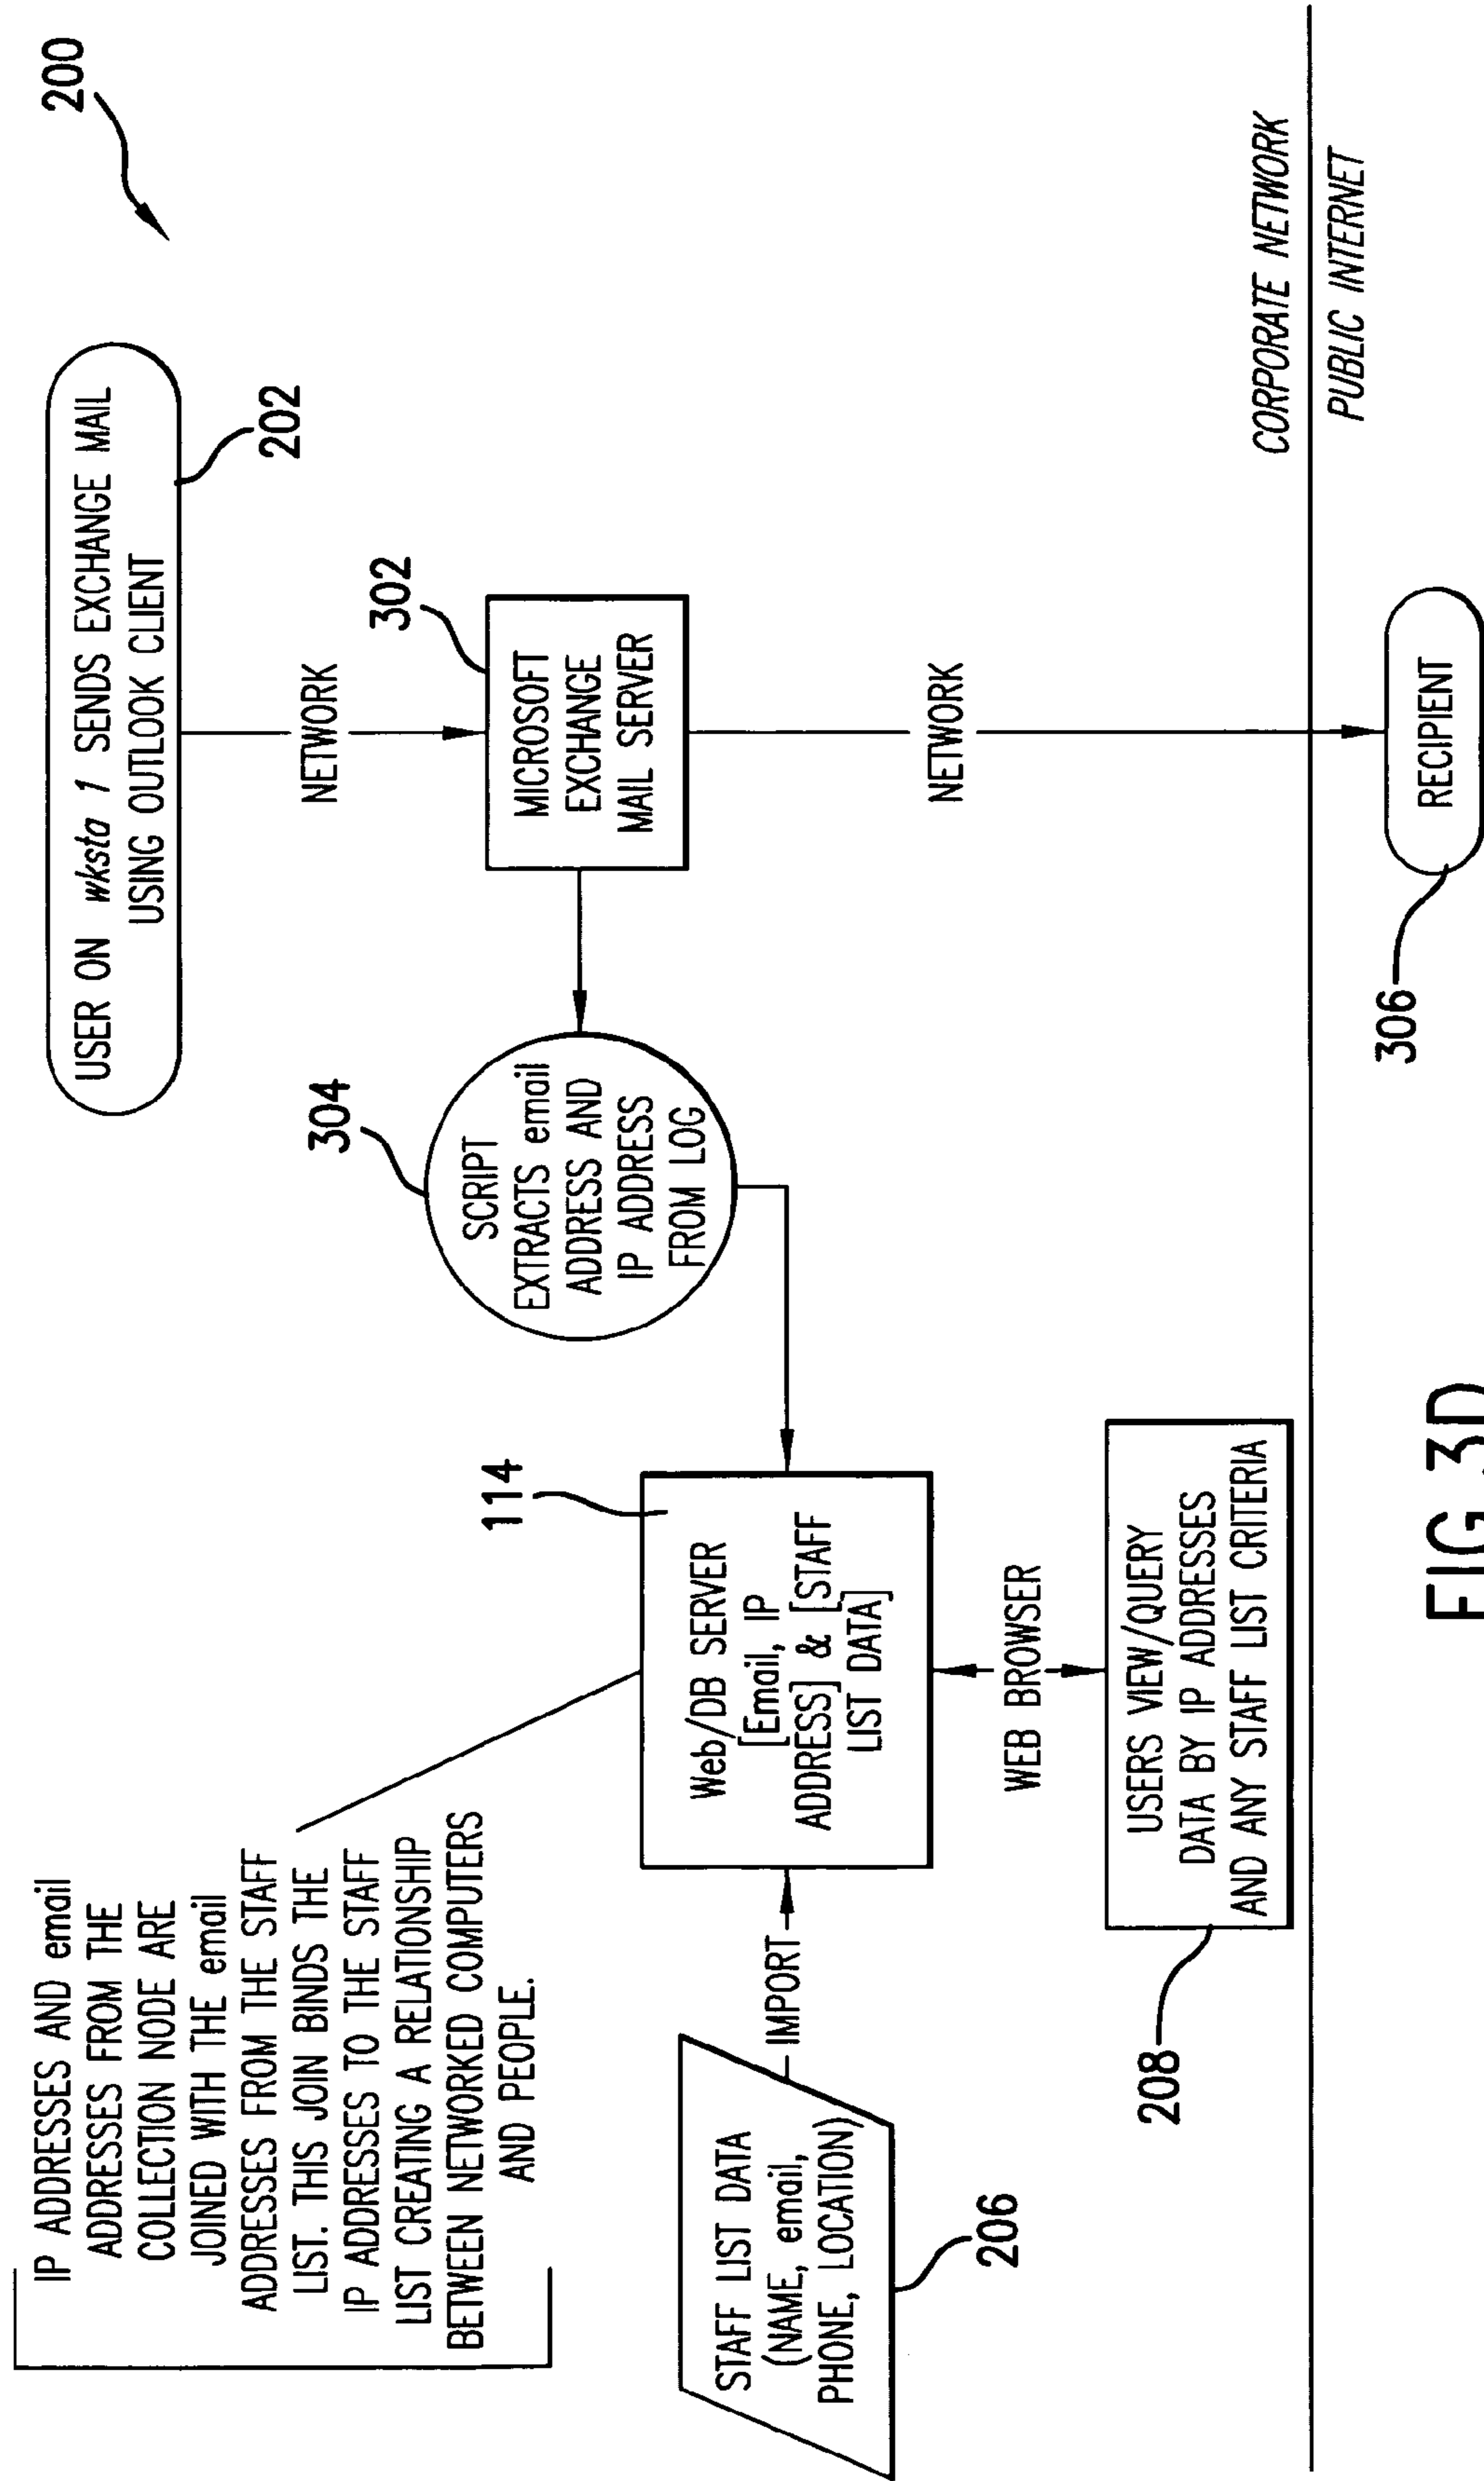 200
USER ON wksta 1 SENDS EXCHANGE MAIL
USING OUTLOOK CLIENT
202
NETWORK
302
MICROSOFT
EXCHANGE
MAIL SERVER
304
SCRIPT
EXTRACTS email
ADDRESS AND
IP ADDRESS
FROM LOG
IP ADDRESSES AND email
ADDRESSES FROM THE
COLLECTION NODE ARE
JOINED WITH THE email
ADDRESSES FROM THE STAFF
LIST. THIS JOIN BINDS THE
IP ADDRESSES TO THE STAFF
LIST CREATING A RELATIONSHIP
BETWEEN NETWORKED COMPUTERS
AND PEOPLE.
114
Web/DB SERVER
[Email, IP
ADDRESS] & [STAFF
LIST DATA]
STAFF LIST DATA
(NAME, email,
PHONE, LOCATION)
206
IMPORT
WEB BROWSER
NETWORK
USERS VIEW/QUERY
DATA BY IP ADDRESSES
AND ANY STAFF LIST CRITERIA
208
CORPORATE NETWORK
PUBLIC INTERNET
RECIPIENT
306
FIG.3D